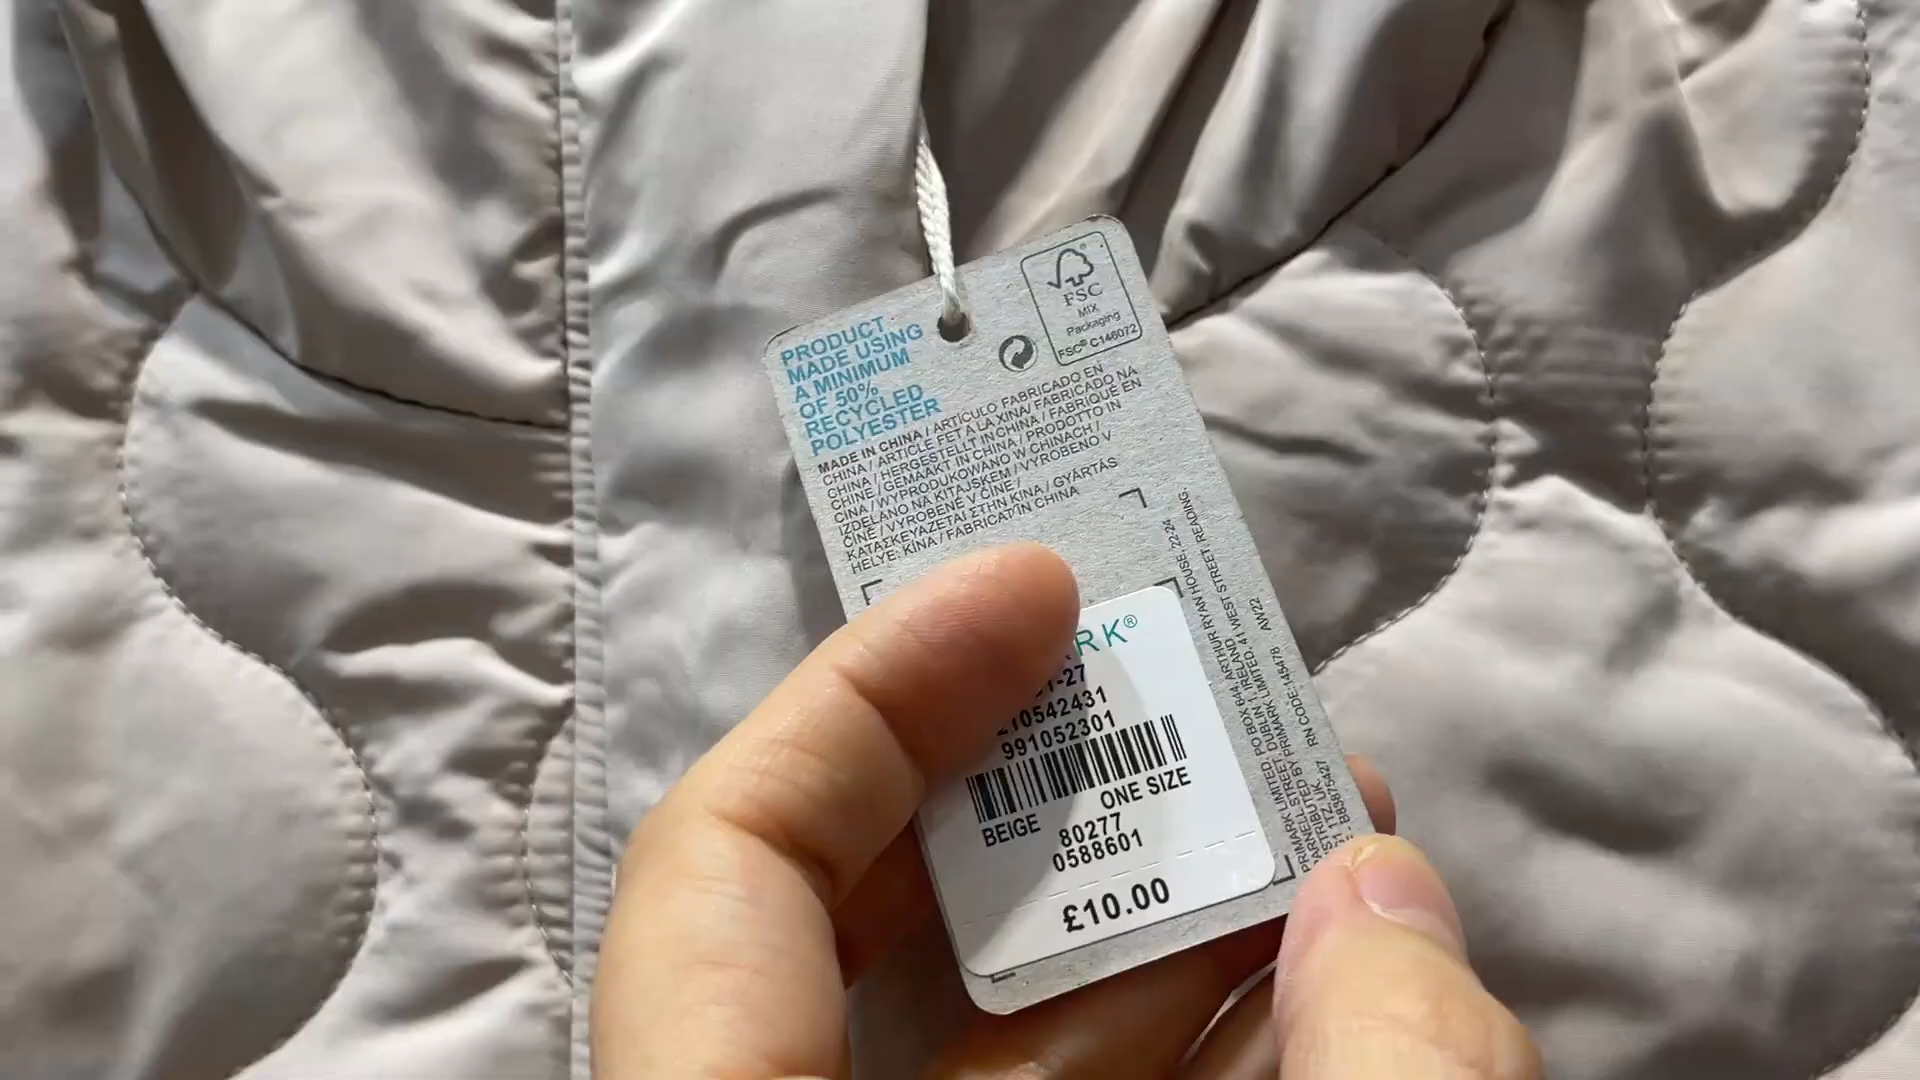 FSC®
MIX
Packaging
FSC® C146072
PRODUCT
MADE USING
A MINIMUM
OF 50%
RECYCLED
POLYESTER
MADE IN CHINA / ARTÍCULO FABRICADO EN
CHINA / ARTICLE FET A LA XINA/ FABRICADO NA
CHINA / HERGESTELLT IN CHINA / FABRIQUÉ EN
CHINE / GEMAAKT IN CHINA / PRODOTTO IN
CINA / WYPRODUKOWANO W CHINACH /
IZDELANO NA KITAJSKEM / VYROBENO V
ČÍNĚ / VYROBENÉ V ČÍNE /
ΚΑΤΑΣΚΕΥΑΖΕΤΑΙ ΣΤΗΝ ΚΙΝΑ / GYÁRTÁS
HELYE: KÍNA / FABRICAT ÎN CHINA
RK®
1-27
210542431
991052301
ONE SIZE
BEIGE
80277
0588601
£10.00
PRIMARK LIMITED, PO BOX 644, ARTHUR RYAN HOUSE, 22-24
PARNELL STREET, DUBLIN 1, IRELAND.
DISTRIBUTED BY PRIMARK LIMITED, 41 WEST STREET READING,
1TZ, UK.
B63875427 RN CODE:145478 AW22